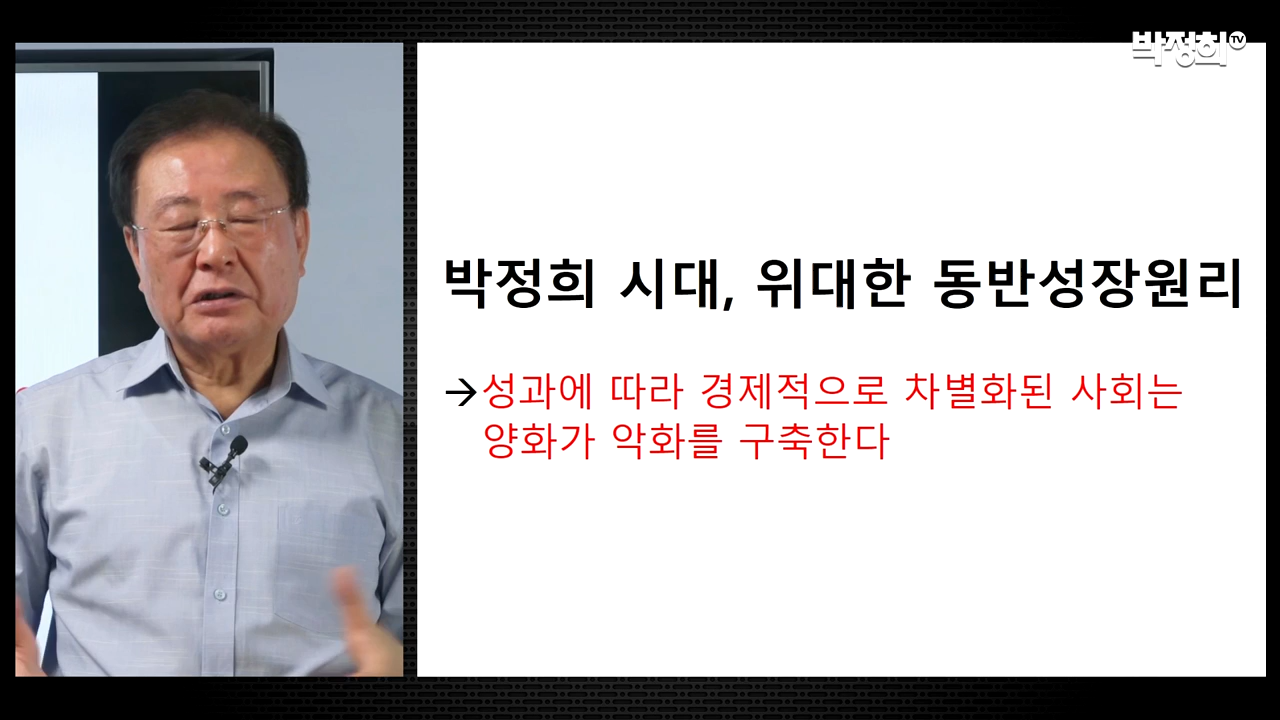 박정희TV
박정희 시대, 위대한 동반성장원리
→성과에 따라 경제적으로 차별화된 사회는
양화가 악화를 구축한다